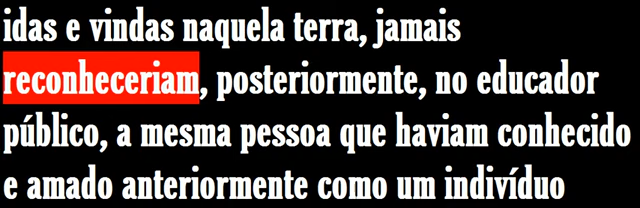 idas e vindas naquela terra, jamais
reconheceriam, posteriormente, no educador
público, a mesma pessoa que haviam conhecido
e amado anteriormente como um indivíduo